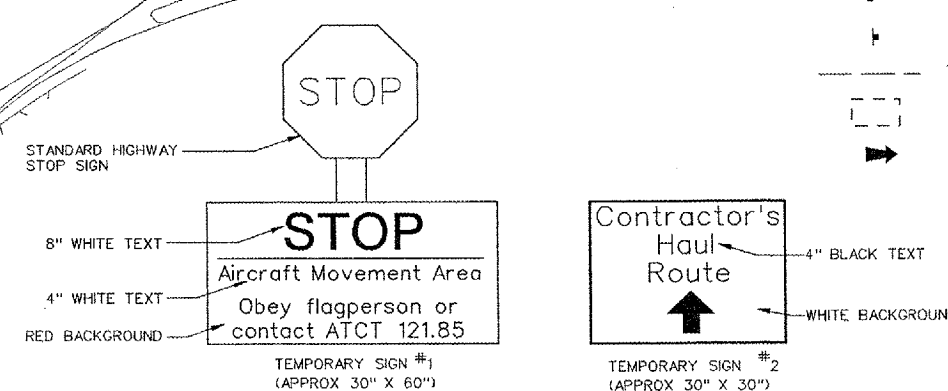 STOP
STANDARD HIGHWAY
STOP SIGN
STOP
8" WHITE TEXT
Aircraft Movement Area
4" WHITE TEXT
Obey flagperson or
contact ATCT 121.85
RED BACKGROUND
TEMPORARY SIGN #1
(APPROX 30" X 60")
Contractor's
Haul
Route
4" BLACK TEXT
WHITE BACKGROUN
TEMPORARY SIGN #2
(APPROX 30" X 30")